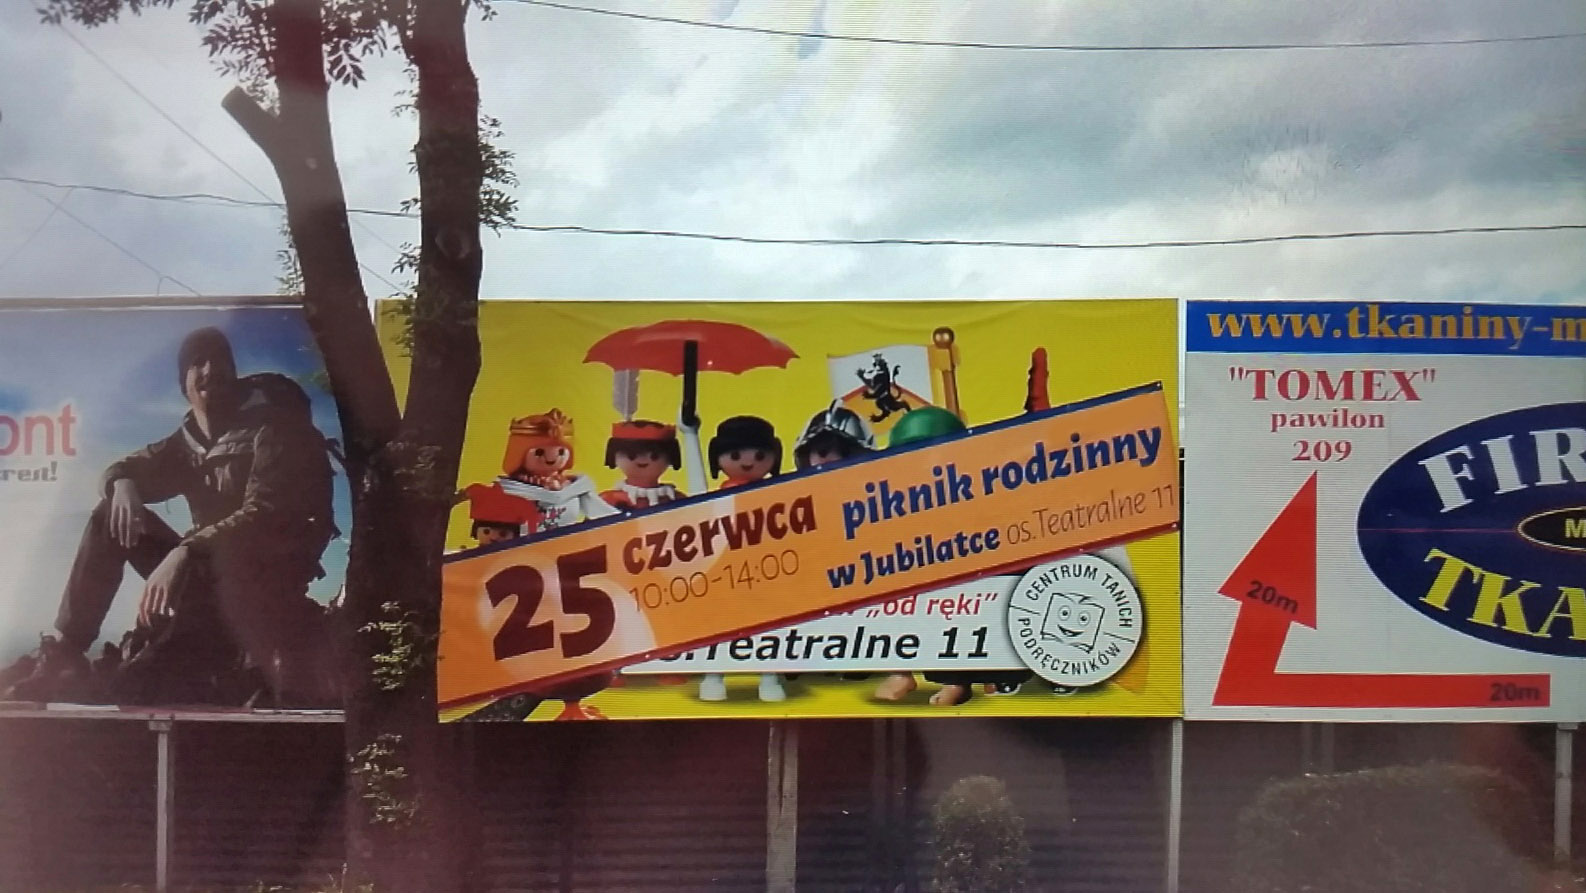 ont
25 czerwca
10:00-14:00
piknik rodzinny
w Jubilatce os.Teatralne 11
„od ręki”
Teatralne 11
CENTRUM TANICH
PODRĘCZNIKÓW
www.tkaniny-m
"TOMEX"
pawilon
209
20m
20m
FIR
M
TKA